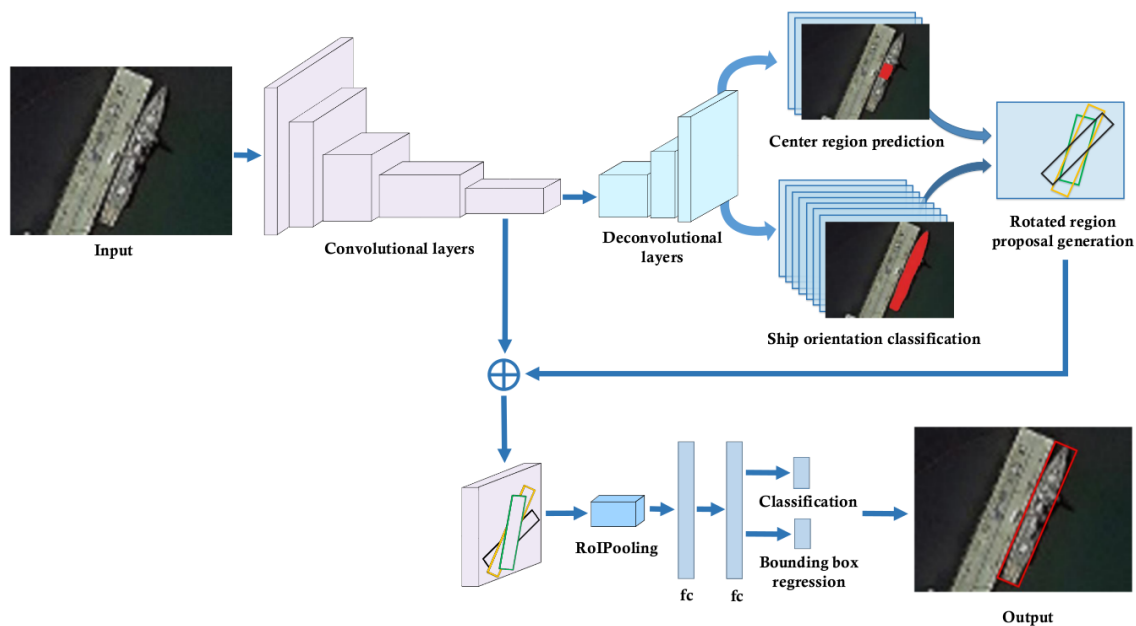 Center region prediction
Input
Convolutional layers
Deconvolutional
layers
Rotated region
proposal generation
Ship orientation classification
RoIPooling
fc
fc
Classification
Bounding box
regression
Output